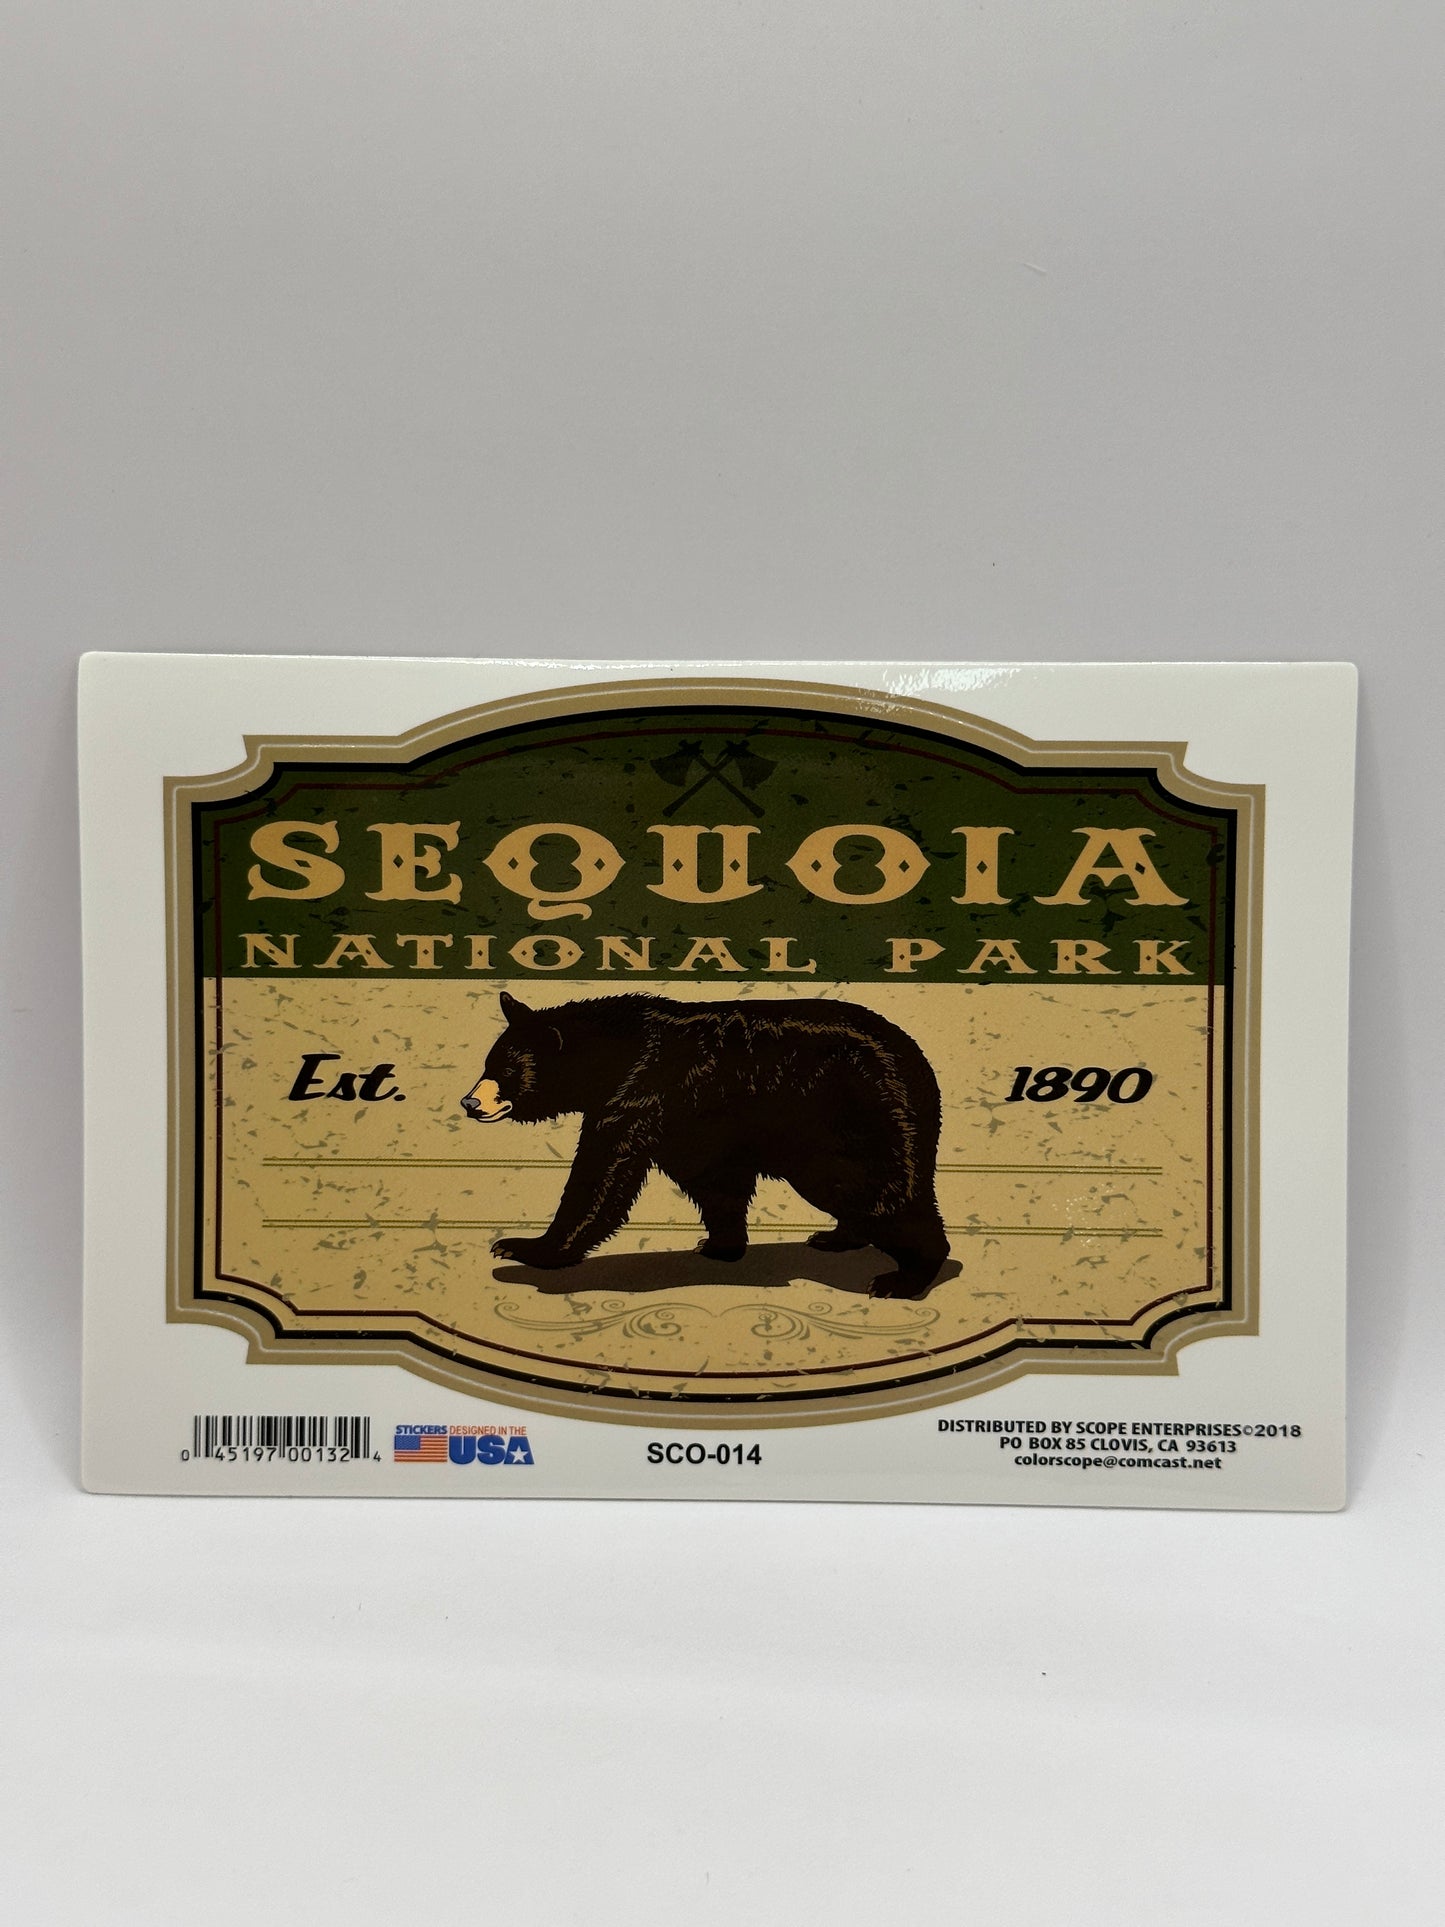 SEQUOIA
NATIONAL PARK
Est. 1890
0 45197 00132 4
STICKERS DESIGNED IN THE
USA
SCO-014
DISTRIBUTED BY SCOPE ENTERPRISES©2018
PO BOX 85 CLOVIS, CA 93613
colorscope@comcast.net